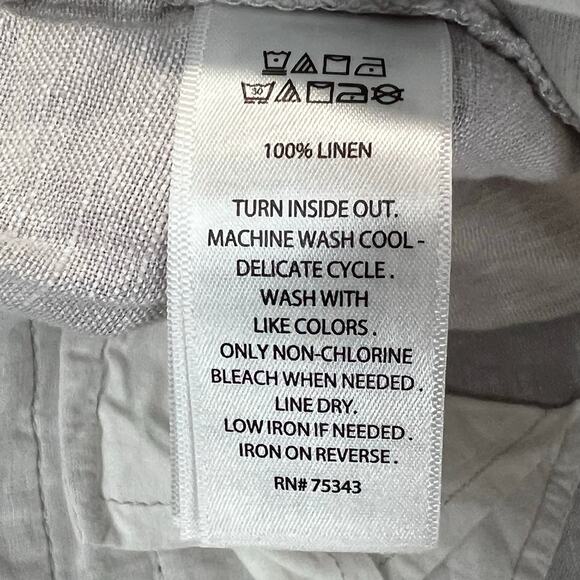 30
100% LINEN
TURN INSIDE OUT.
MACHINE WASH COOL -
DELICATE CYCLE .
WASH WITH
LIKE COLORS .
ONLY NON-CHLORINE
BLEACH WHEN NEEDED .
LINE DRY.
LOW IRON IF NEEDED .
IRON ON REVERSE .
RN# 75343